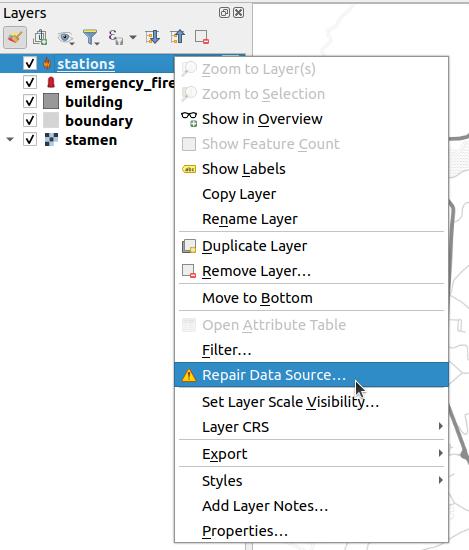 Layers
stations
emergency_fire
building
boundary
stamen
Zoom to Layer(s)
Zoom to Selection
Show in Overview
Show Feature Count
Show Labels
Copy Layer
Rename Layer
Duplicate Layer
Remove Layer…
Move to Bottom
Open Attribute Table
Filter…
Repair Data Source…
Set Layer Scale Visibility…
Layer CRS
Export
Styles
Add Layer Notes…
Properties…